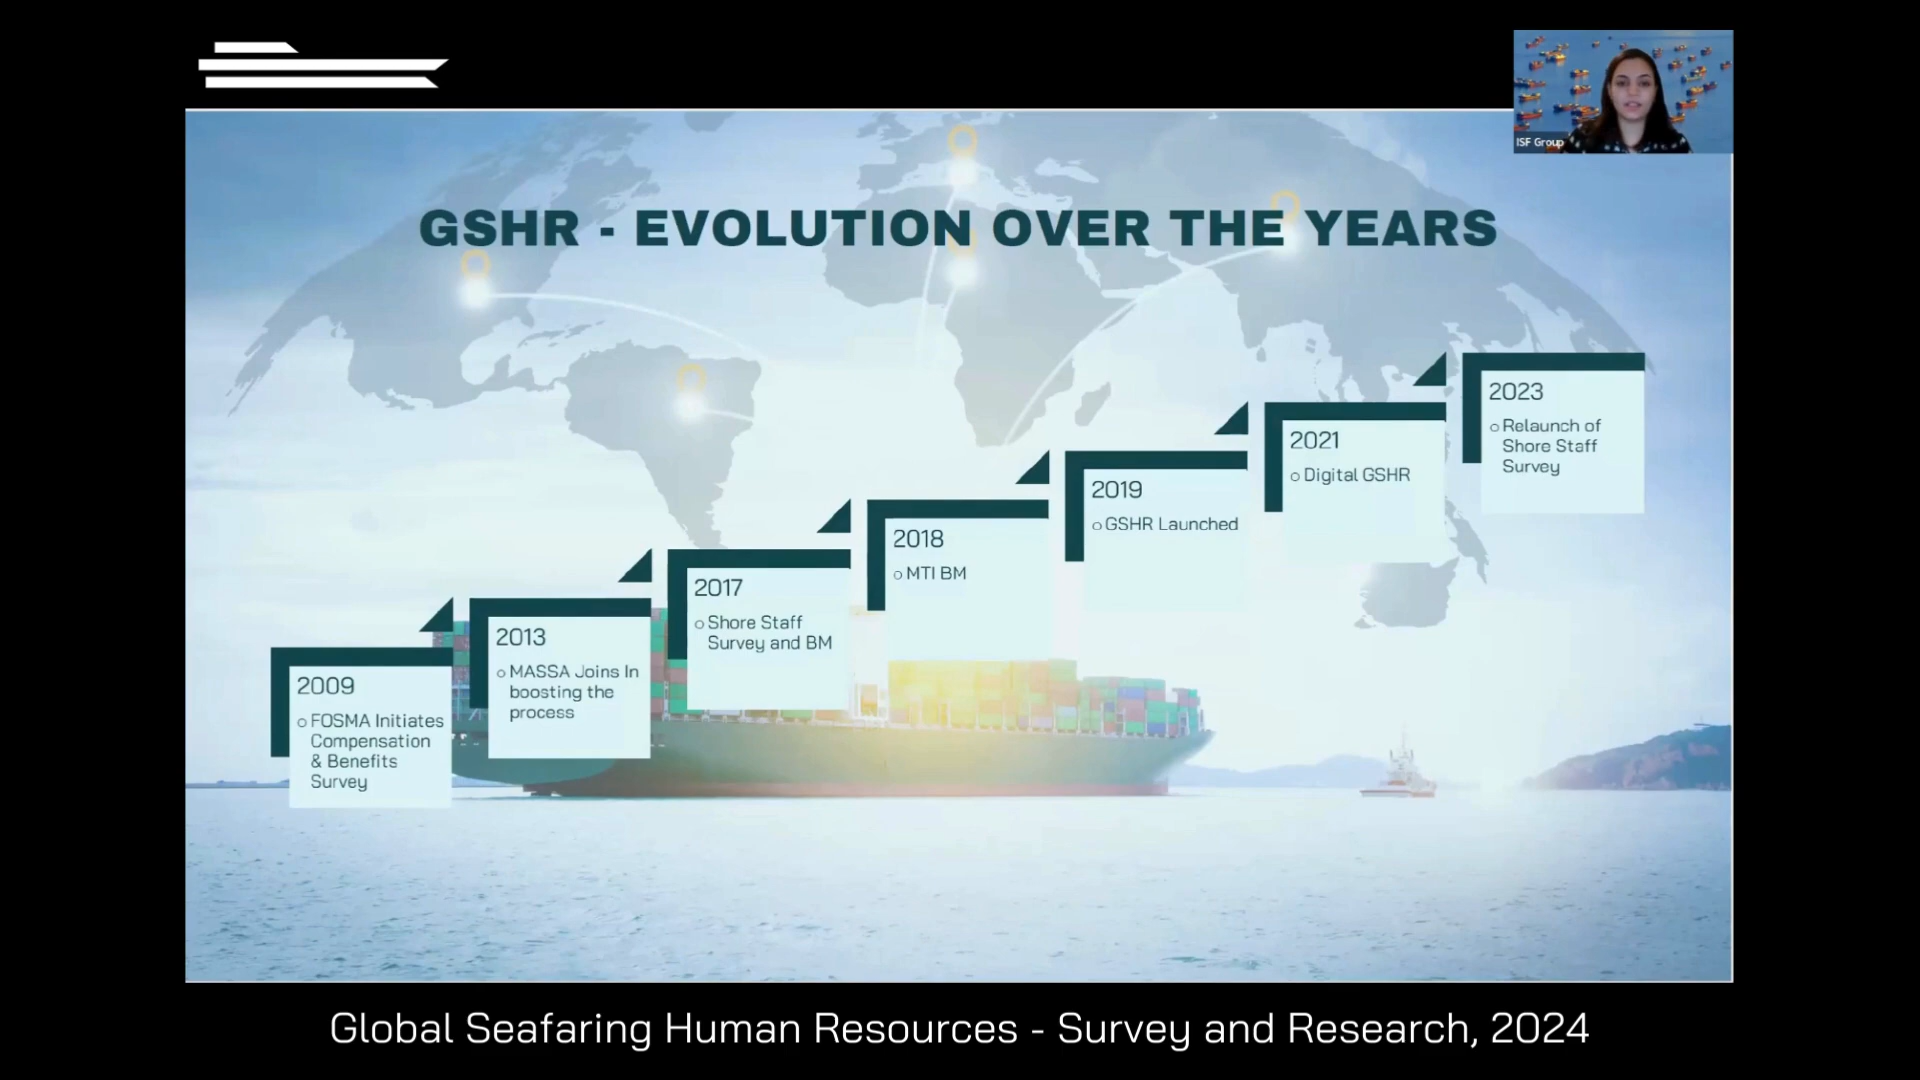 ISF Group
GSHR - EVOLUTION OVER THE YEARS
2009
FOSMA Initiates
Compensation
& Benefits
Survey
2013
MASSA Joins In
boosting the
process
2017
Shore Staff
Survey and BM
2018
MTI BM
2019
GSHR Launched
2021
Digital GSHR
2023
Relaunch of
Shore Staff
Survey
Global Seafaring Human Resources - Survey and Research, 2024